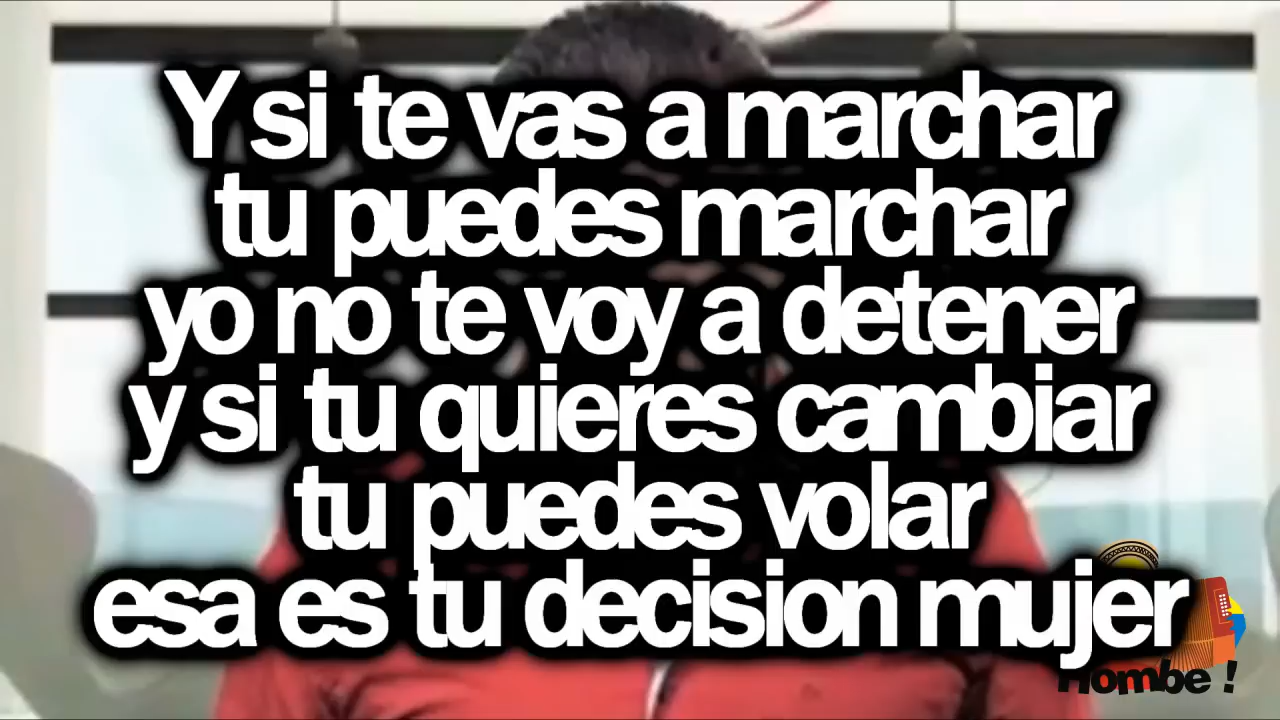 Y si te vas a marchar
tu puedes marchar
yo no te voy a detener
y si tu quieres cambiar
tu puedes volar
esa es tu decision mujer
Hombe !